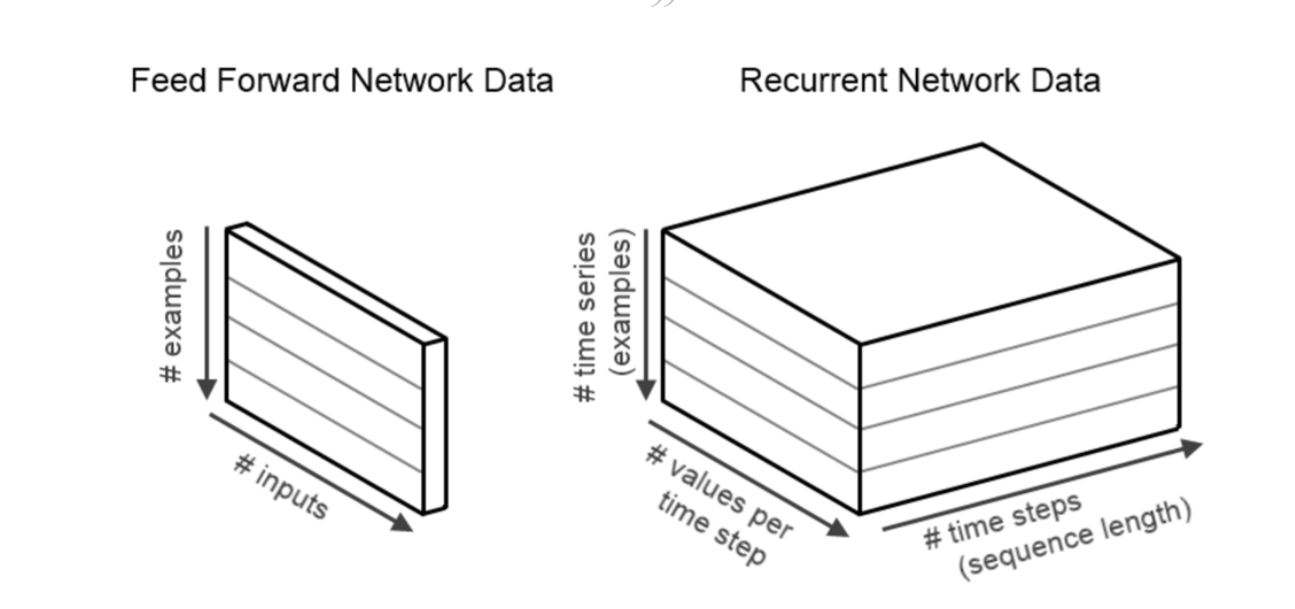 ”
Feed Forward Network Data
Recurrent Network Data
# examples
# inputs
# time series
(examples)
# values per
time step
# time steps
(sequence length)